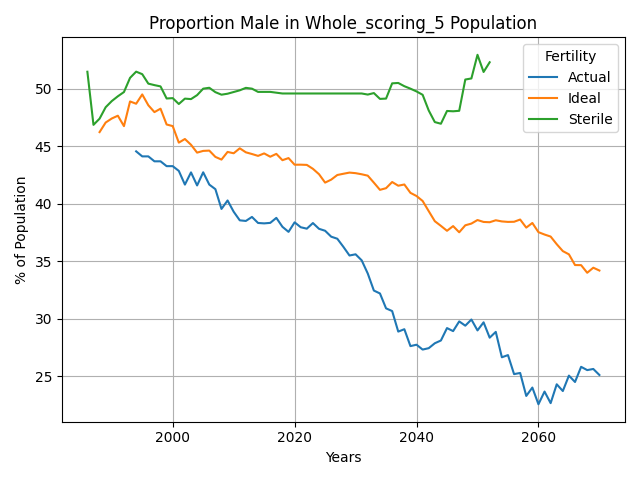 Proportion Male in Whole_scoring_5 Population
Fertility
Actual
Ideal
Sterile
% of Population
50
45
40
35
30
25
2000 2020 2040 2060
Years